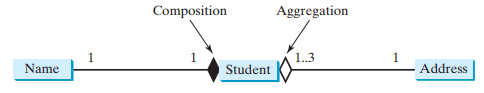 Composition Aggregation
1 1 1..3 1
Name Student Address